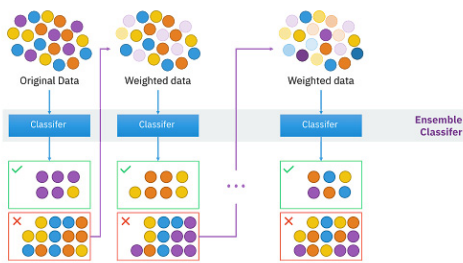 Original Data
Weighted data
Weighted data
Classifer
Classifer
Classifer
Ensemble
Classifer